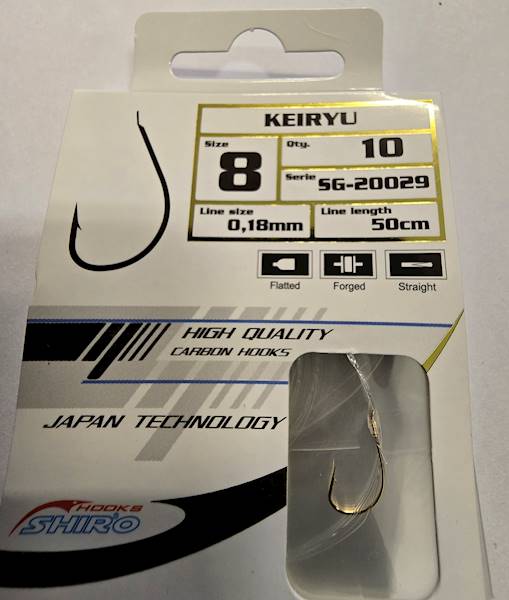 KEIRYU
Size
8
Qty.
10
Serie SG-20029
Line size
0,18mm
Line length
50cm
Flatted
Forged
Straight
HIGH QUALITY
CARBON HOOKS
JAPAN TECHNOLOGY
HOOKS
SHIRO